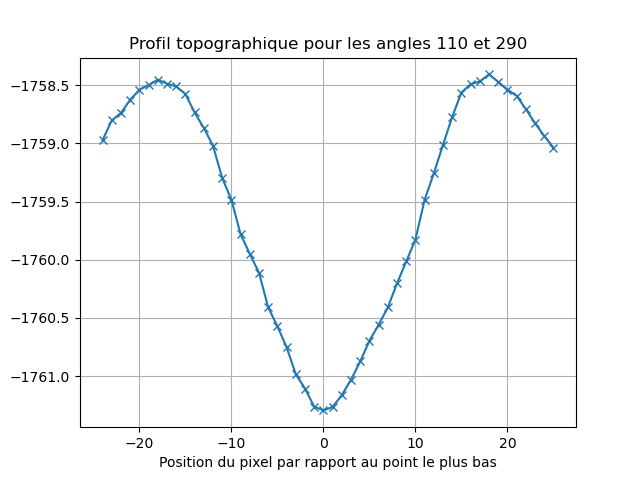 Profil topographique pour les angles 110 et 290
−1758.5
−1759.0
−1759.5
−1760.0
−1760.5
−1761.0
−20 −10 0 10 20
Position du pixel par rapport au point le plus bas